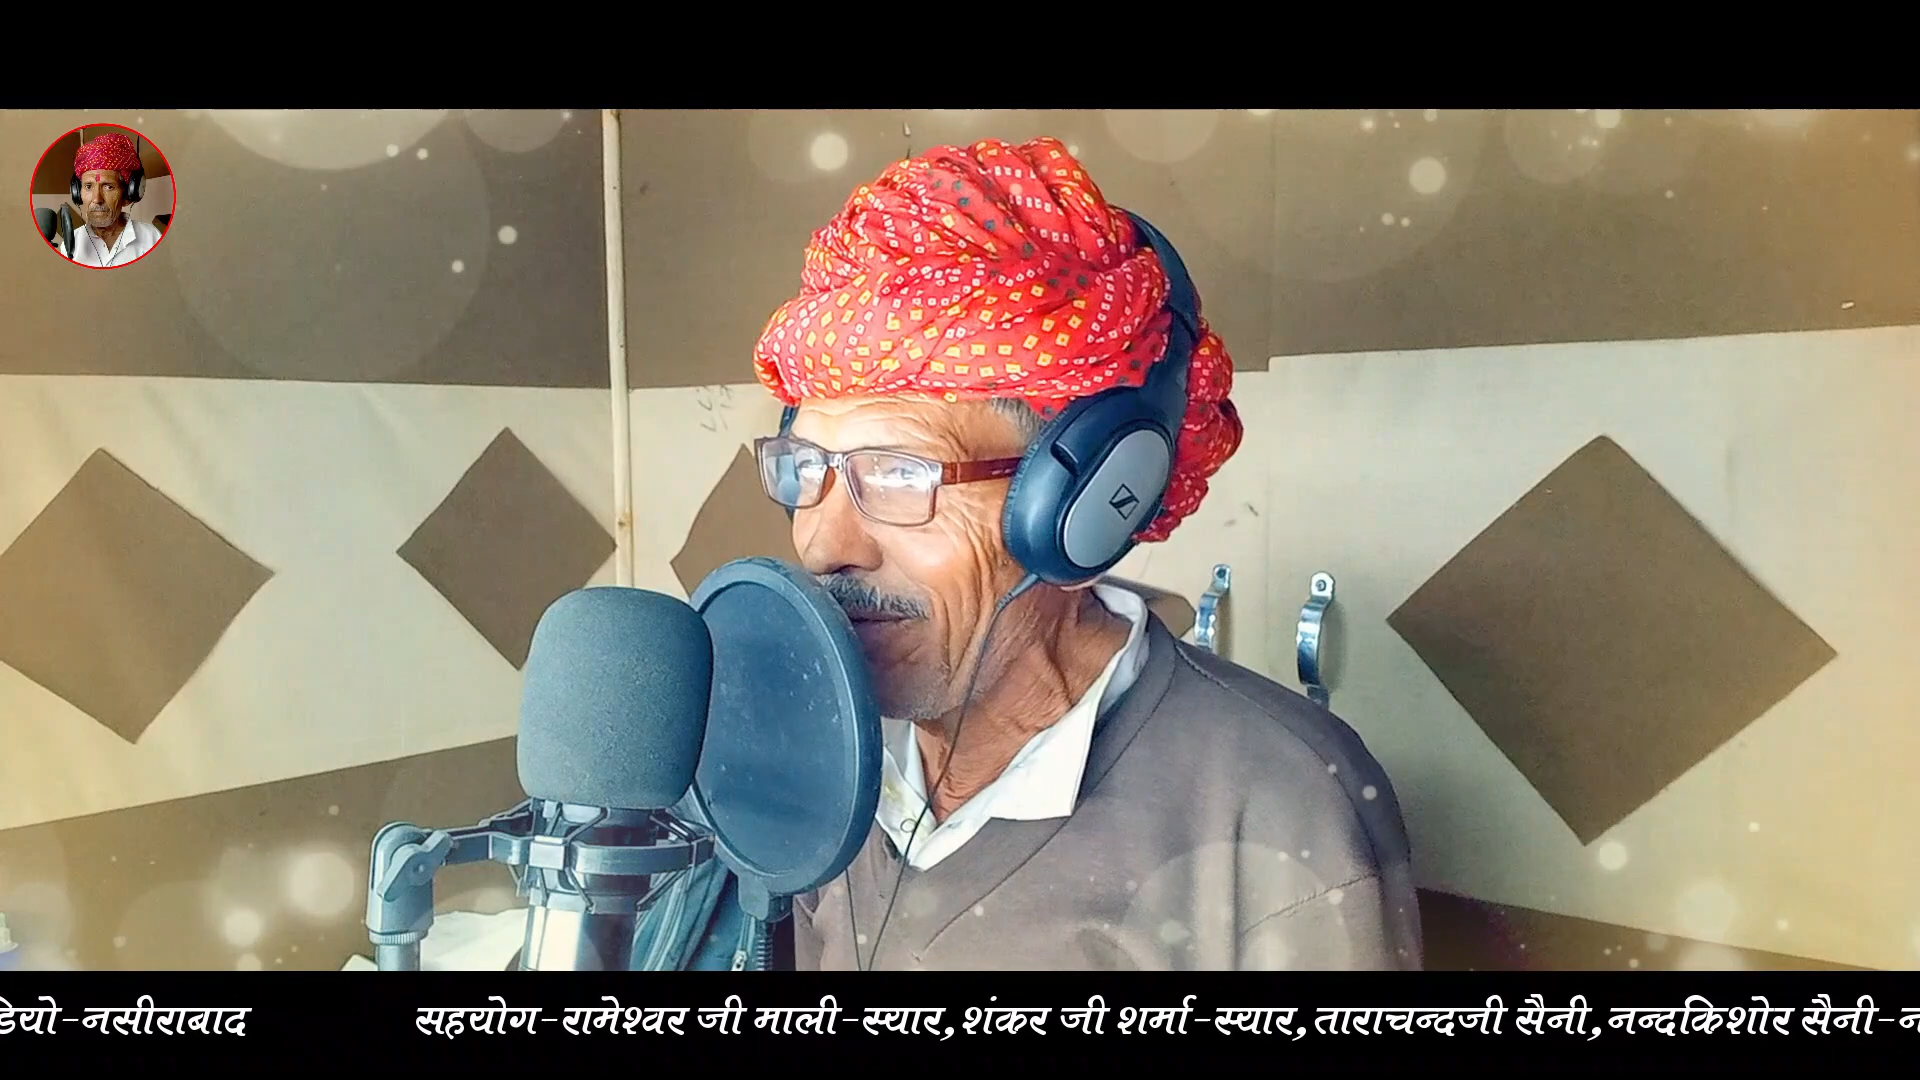 डियो-नसीराबाद सहयोग-रामेश्वर जी माली-स्यार,शंकर जी शर्मा-स्यार,ताराचन्दजी सैनी,नन्दकिशोर सैनी-न